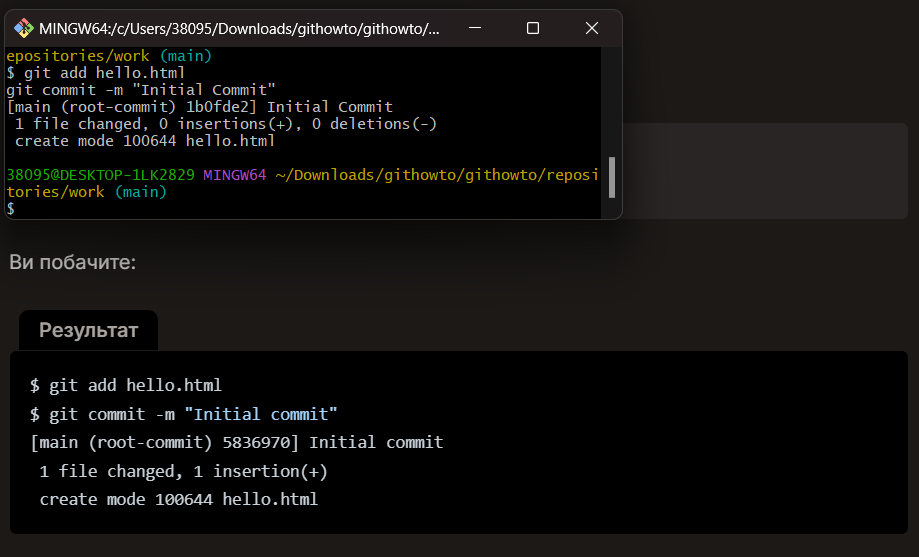 MINGW64:/c/Users/38095/Downloads/githowto/githowto/...
epositories/work (main)
$ git add hello.html
git commit -m "Initial Commit"
[main (root-commit) 1b0fde2] Initial Commit
 1 file changed, 0 insertions(+), 0 deletions(-)
 create mode 100644 hello.html
38095@DESKTOP-1LK2829 MINGW64 ~/Downloads/githowto/githowto/reposi
tories/work (main)
$
Ви побачите:
Результат
$ git add hello.html
$ git commit -m "Initial commit"
[main (root-commit) 5836970] Initial commit
 1 file changed, 1 insertion(+)
 create mode 100644 hello.html